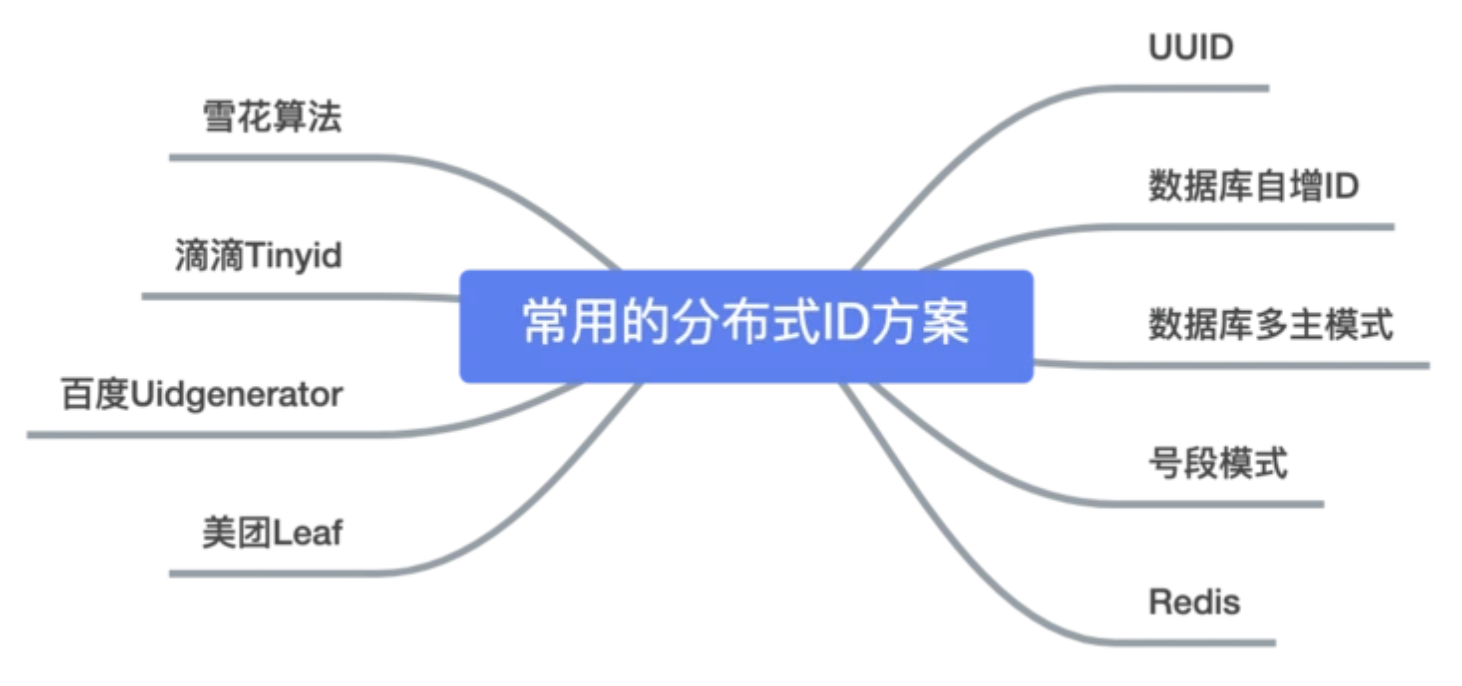 常用的分布式ID方案
UUID
数据库自增ID
数据库多主模式
号段模式
Redis
雪花算法
滴滴Tinyid
百度Uidgenerator
美团Leaf